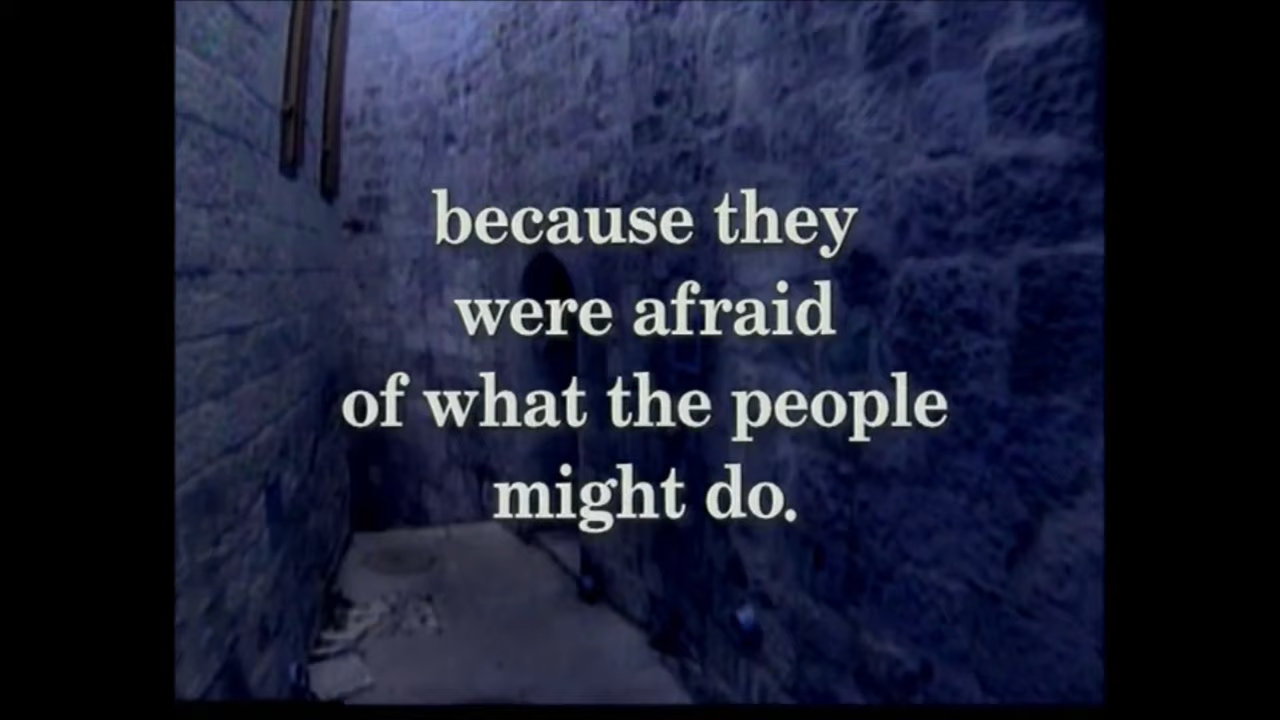 because they
were afraid
of what the people
might do.